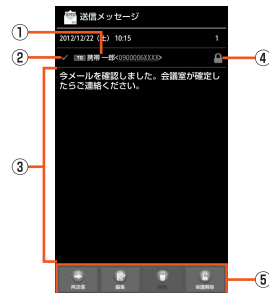 送信メッセージ
2012/12/22 (土) 10:15 1
TO 携帯 一郎<0900006XXXX>
今メールを確認しました。会議室が確定し
たらご連絡ください。
再送信 編集 保護解除
① ② ③ ④ ⑤